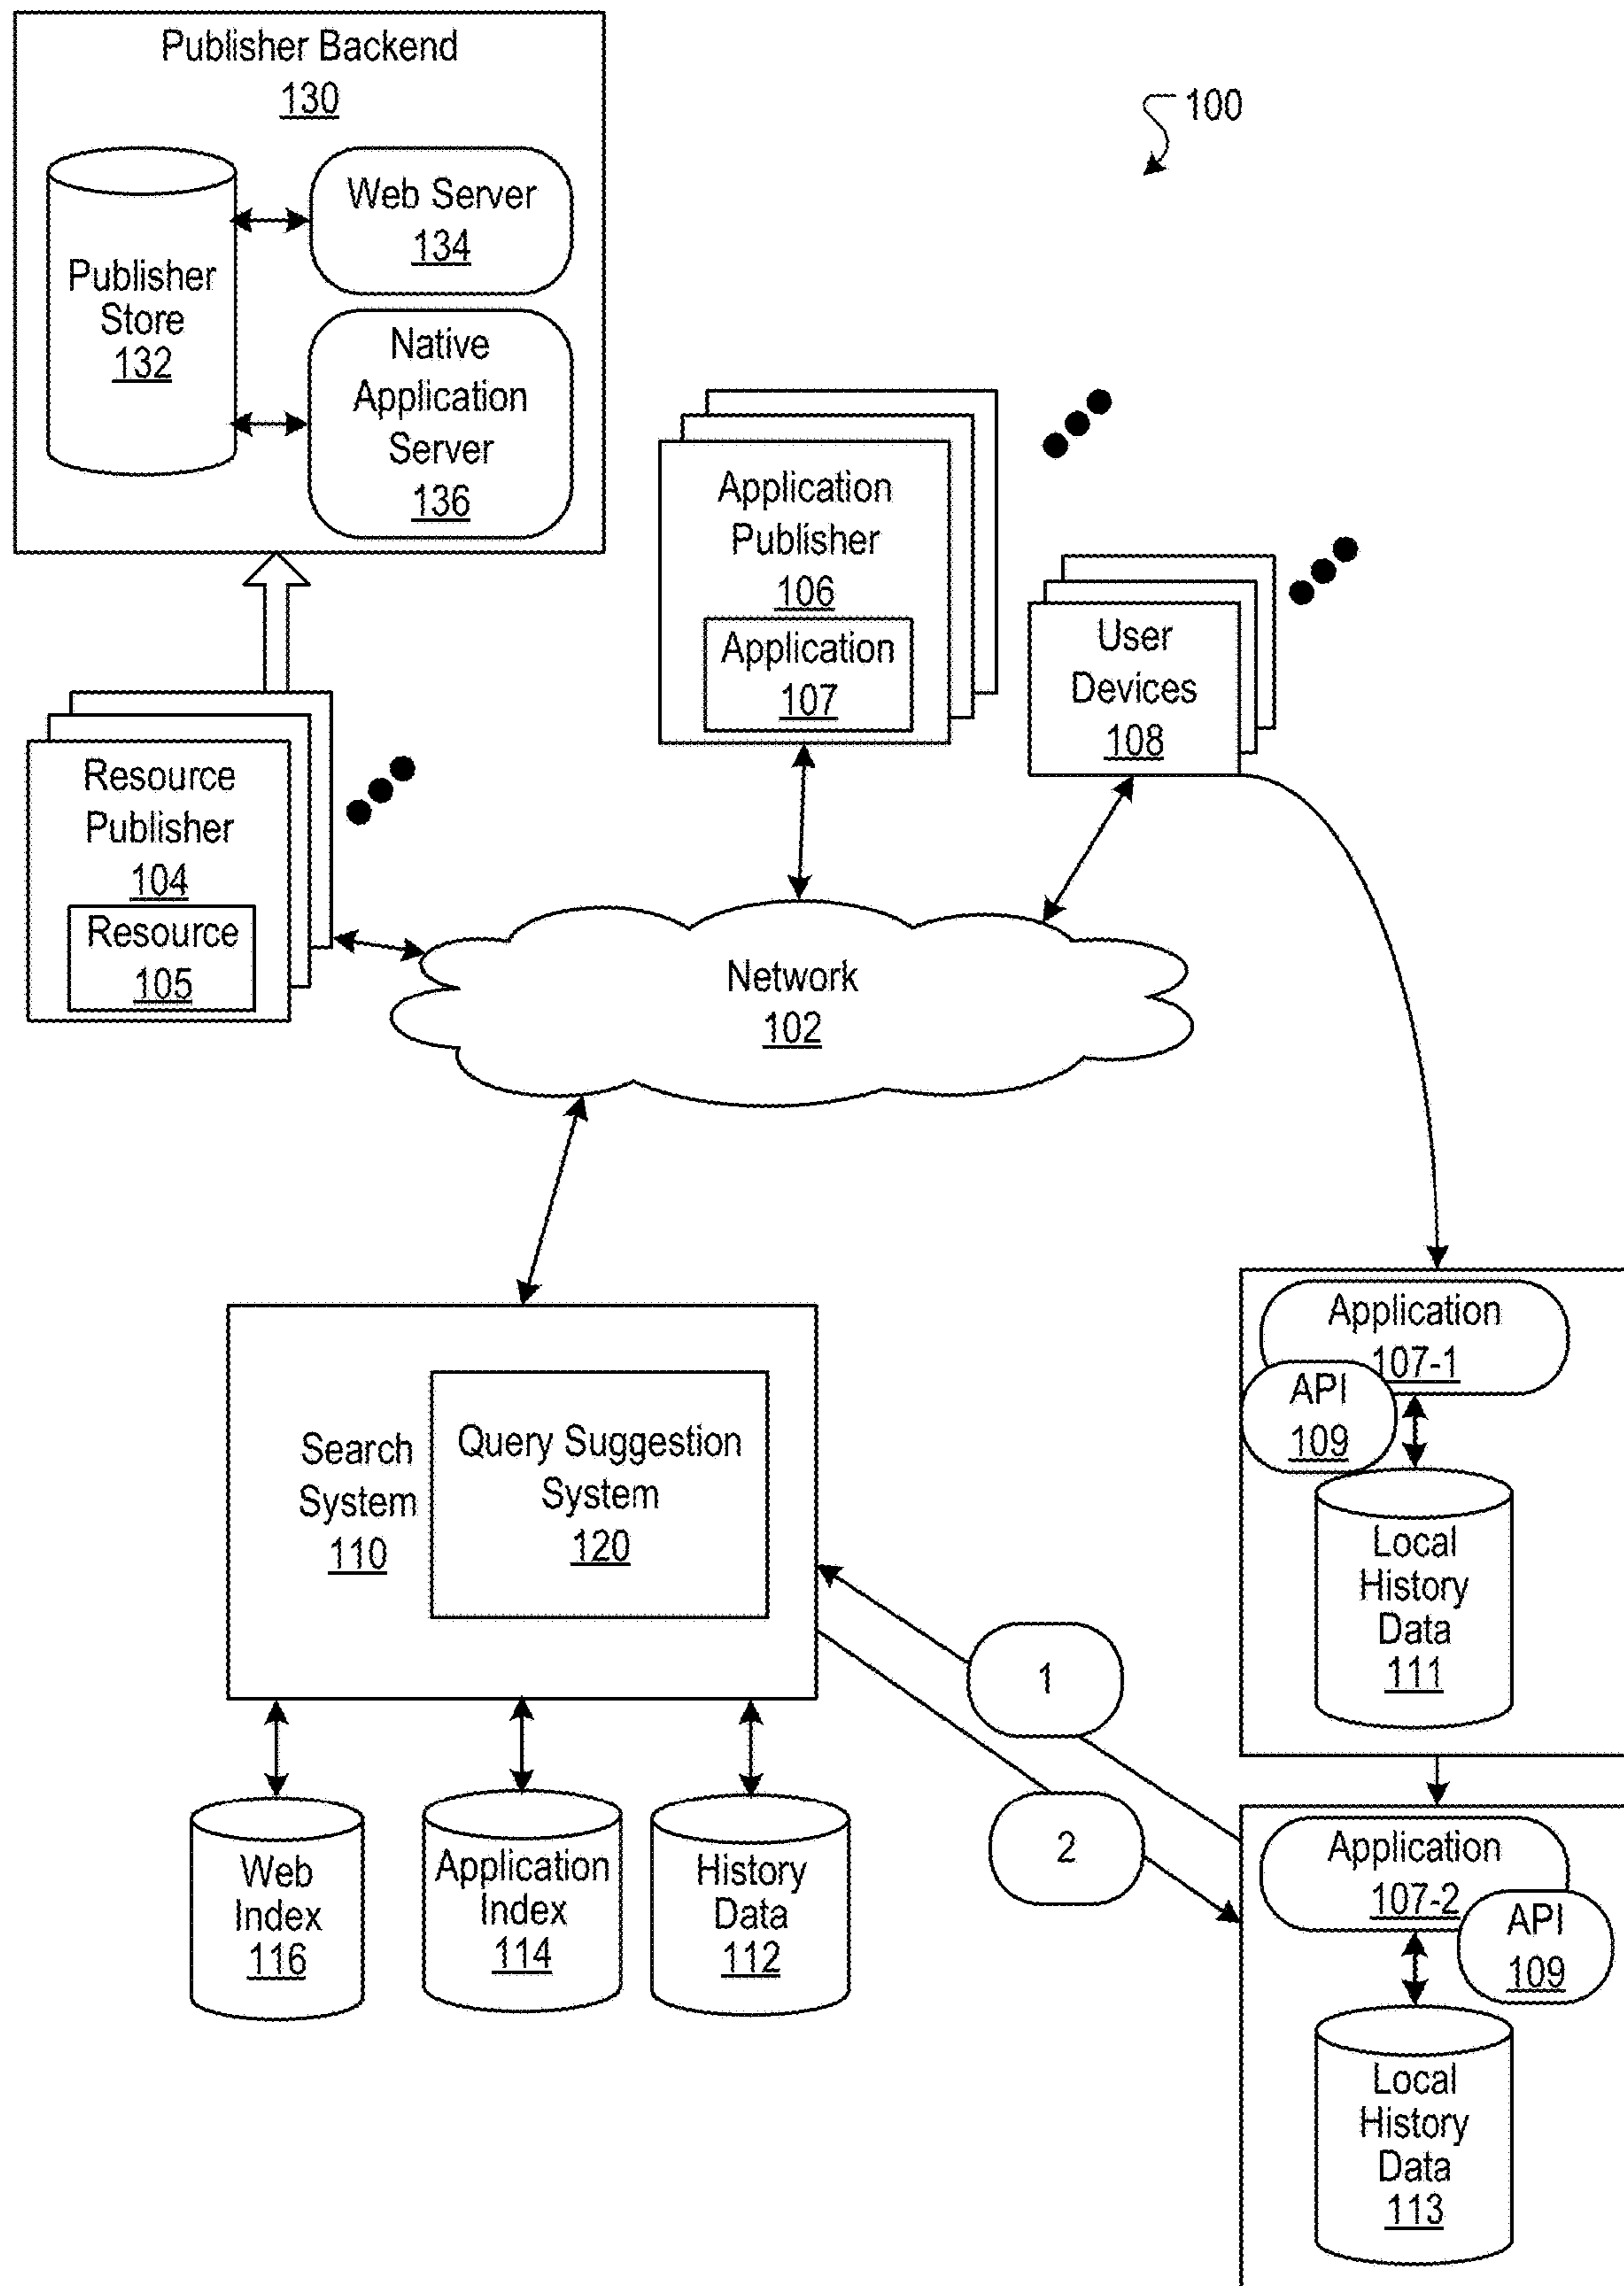 Publisher Backend
130
100
Publisher
Store
132
Web Server
134
Native
Application
Server
136
Application
Publisher
106
Application
107
User
Devices
108
Resource
Publisher
104
Resource
105
Network
102
Search
System
110
Query Suggestion
System
120
Application
107-1
API
109
Local
History
Data
111
1
2
Web
Index
116
Application
Index
114
History
Data
112
Application
107-2
API
109
Local
History
Data
113